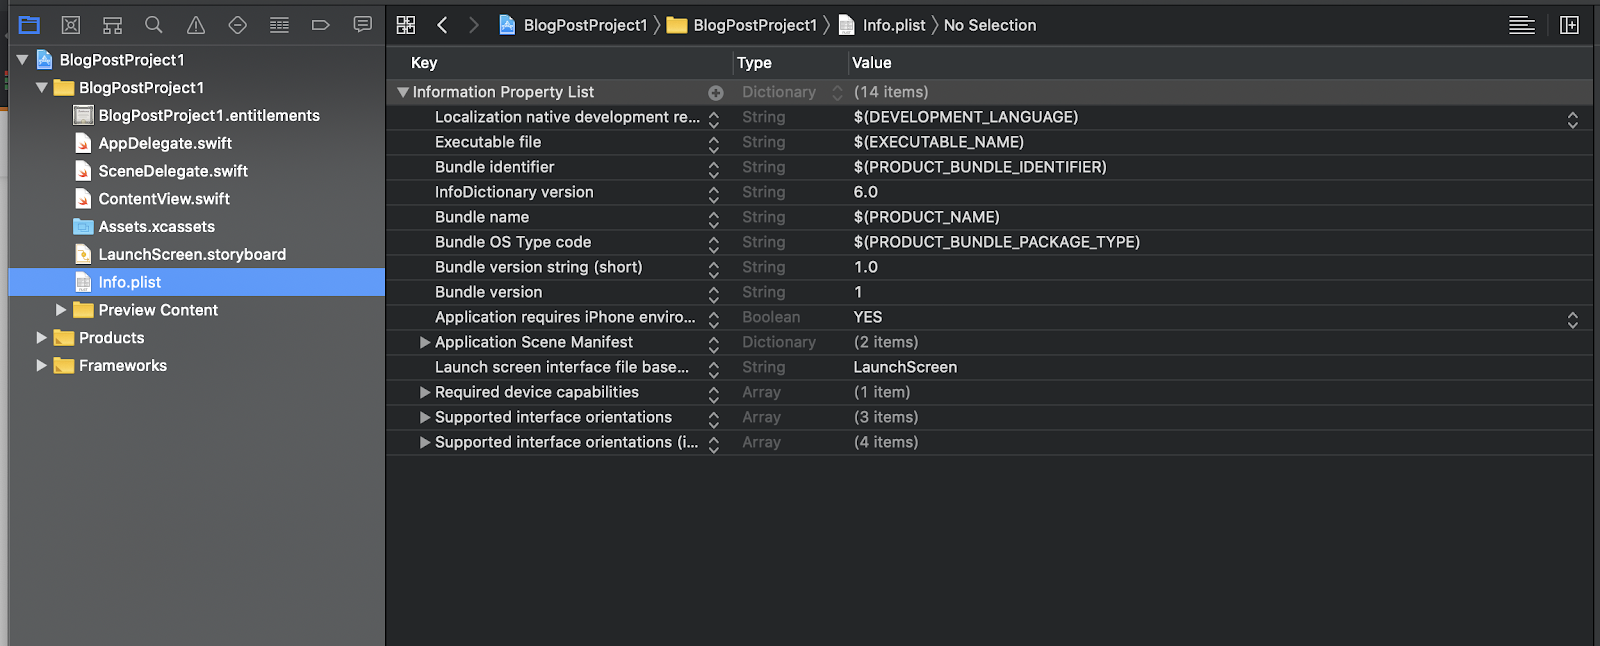 BlogPostProject1 BlogPostProject1 Info.plist No Selection
BlogPostProject1
BlogPostProject1
BlogPostProject1.entitlements
AppDelegate.swift
SceneDelegate.swift
ContentView.swift
Assets.xcassets
LaunchScreen.storyboard
Info.plist
Preview Content
Products
Frameworks
Key Type Value
Information Property List Dictionary (14 items)
Localization native development re... String $(DEVELOPMENT_LANGUAGE)
Executable file String $(EXECUTABLE_NAME)
Bundle identifier String $(PRODUCT_BUNDLE_IDENTIFIER)
InfoDictionary version String 6.0
Bundle name String $(PRODUCT_NAME)
Bundle OS Type code String $(PRODUCT_BUNDLE_PACKAGE_TYPE)
Bundle version string (short) String 1.0
Bundle version String 1
Application requires iPhone enviro... Boolean YES
Application Scene Manifest Dictionary (2 items)
Launch screen interface file base... String LaunchScreen
Required device capabilities Array (1 item)
Supported interface orientations Array (3 items)
Supported interface orientations (i... Array (4 items)